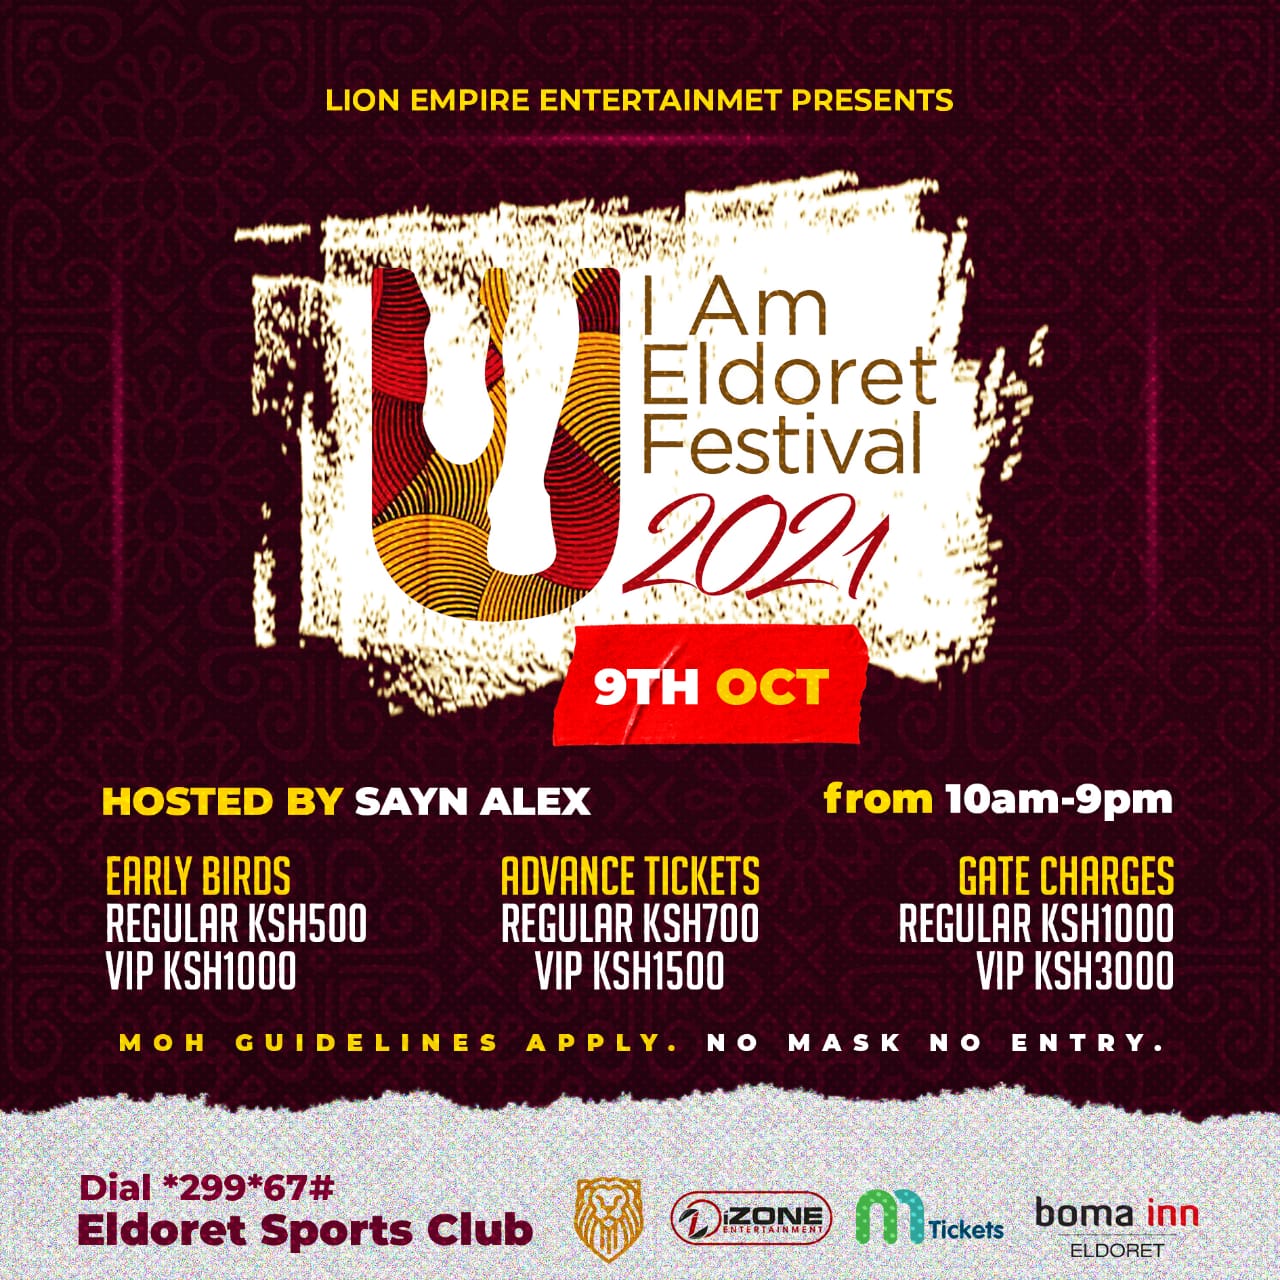 LION EMPIRE ENTERTAINMET PRESENTS
I Am
Eldoret
Festival
2021
9TH OCT
HOSTED BY SAYN ALEX
from 10am-9pm
EARLY BIRDS
REGULAR KSH500
VIP KSH1000
ADVANCE TICKETS
REGULAR KSH700
VIP KSH1500
GATE CHARGES
REGULAR KSH1000
VIP KSH3000
MOH GUIDELINES APPLY. NO MASK NO ENTRY.
Dial *299*67#
Eldoret Sports Club
iZONE
ENTERTAINMENT
Tickets
boma inn
ELDORET